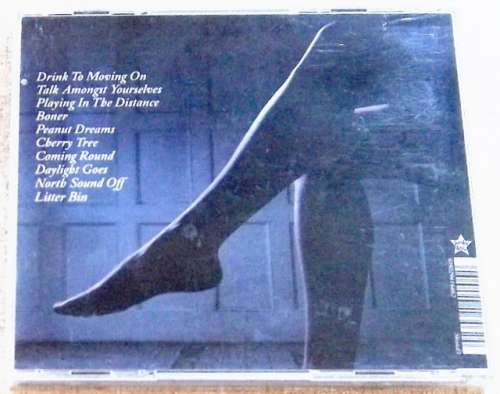 Drink To Moving On
Talk Amongst Yourselves
Playing In The Distance
Boner
Peanut Dreams
Cherry Tree
Coming Round
Daylight Goes
North Sound Off
Litter Bin